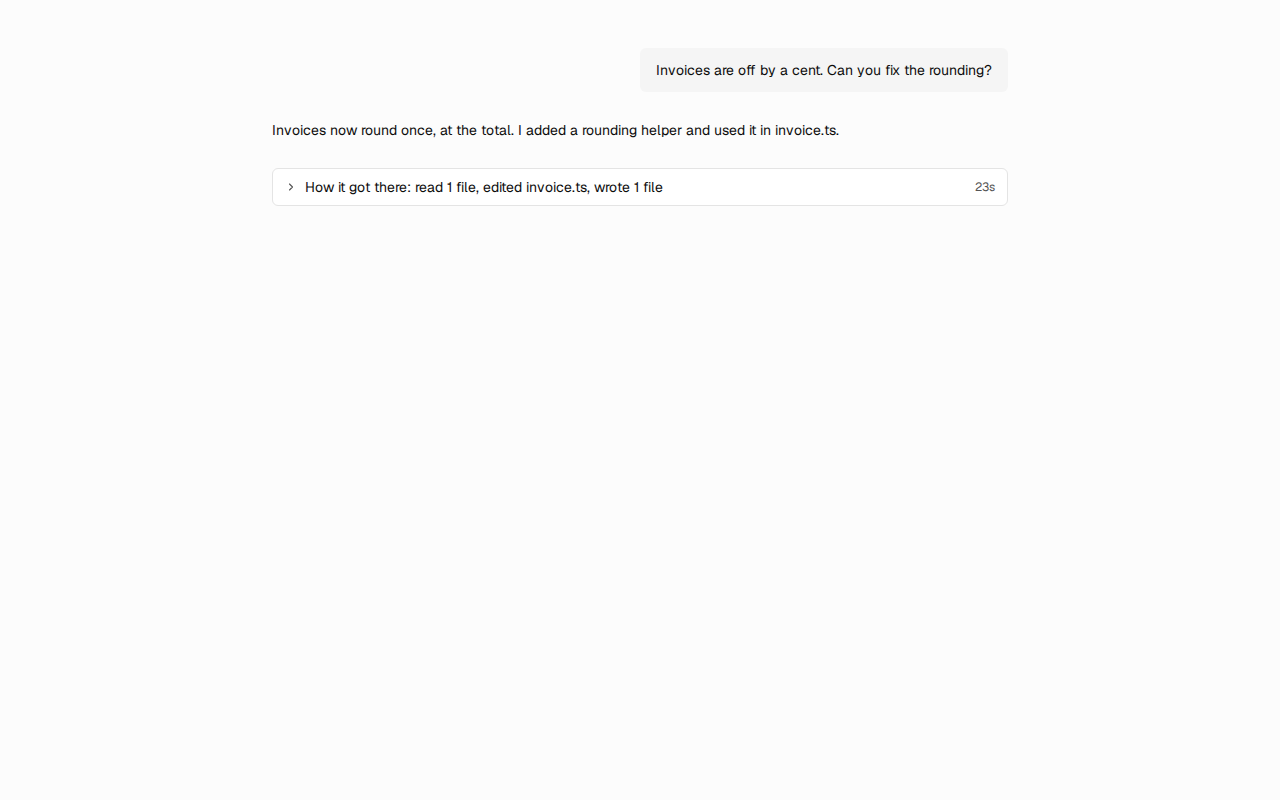 Invoices are off by a cent. Can you fix the rounding?
Invoices now round once, at the total. I added a rounding helper and used it in invoice.ts.
How it got there: read 1 file, edited invoice.ts, wrote 1 file 23s